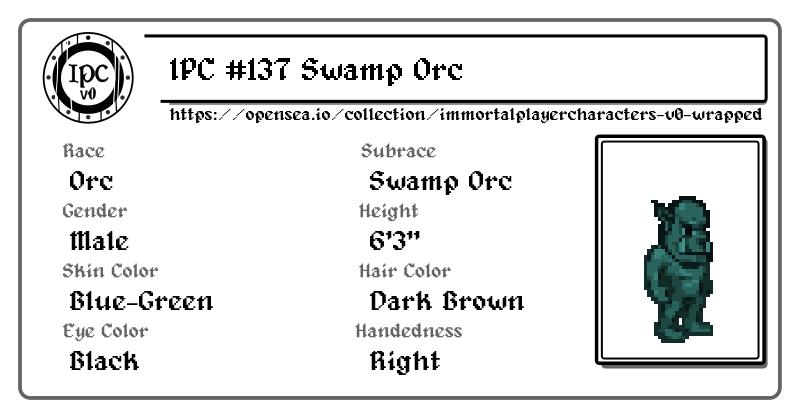 IPC v0
IPC #137 Swamp Orc
https://opensea.io/collection/immortalplayercharacters-v0-wrapped
Race
Orc
Subrace
Swamp Orc
Gender
Male
Height
6'3"
Skin Color
Blue-Green
Hair Color
Dark Brown
Eye Color
Black
Handedness
Right